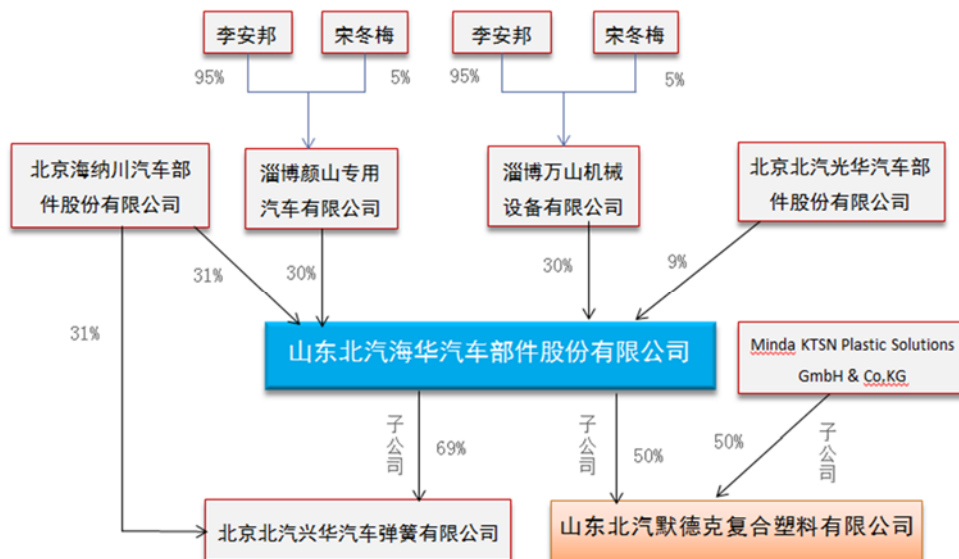 李安邦
宋冬梅
李安邦
宋冬梅
95%
5%
95%
5%
北京海纳川汽车部
件股份有限公司
淄博颜山专用
汽车有限公司
淄博万山机械
设备有限公司
北京北汽光华汽车部
件股份有限公司
31%
30%
30%
9%
31%
山东北汽海华汽车部件股份有限公司
Minda KTSN Plastic Solutions
GmbH & Co,KG
子公司
69%
子公司
50%
50%
子公司
北京北汽兴华汽车弹簧有限公司
山东北汽默德克复合塑料有限公司